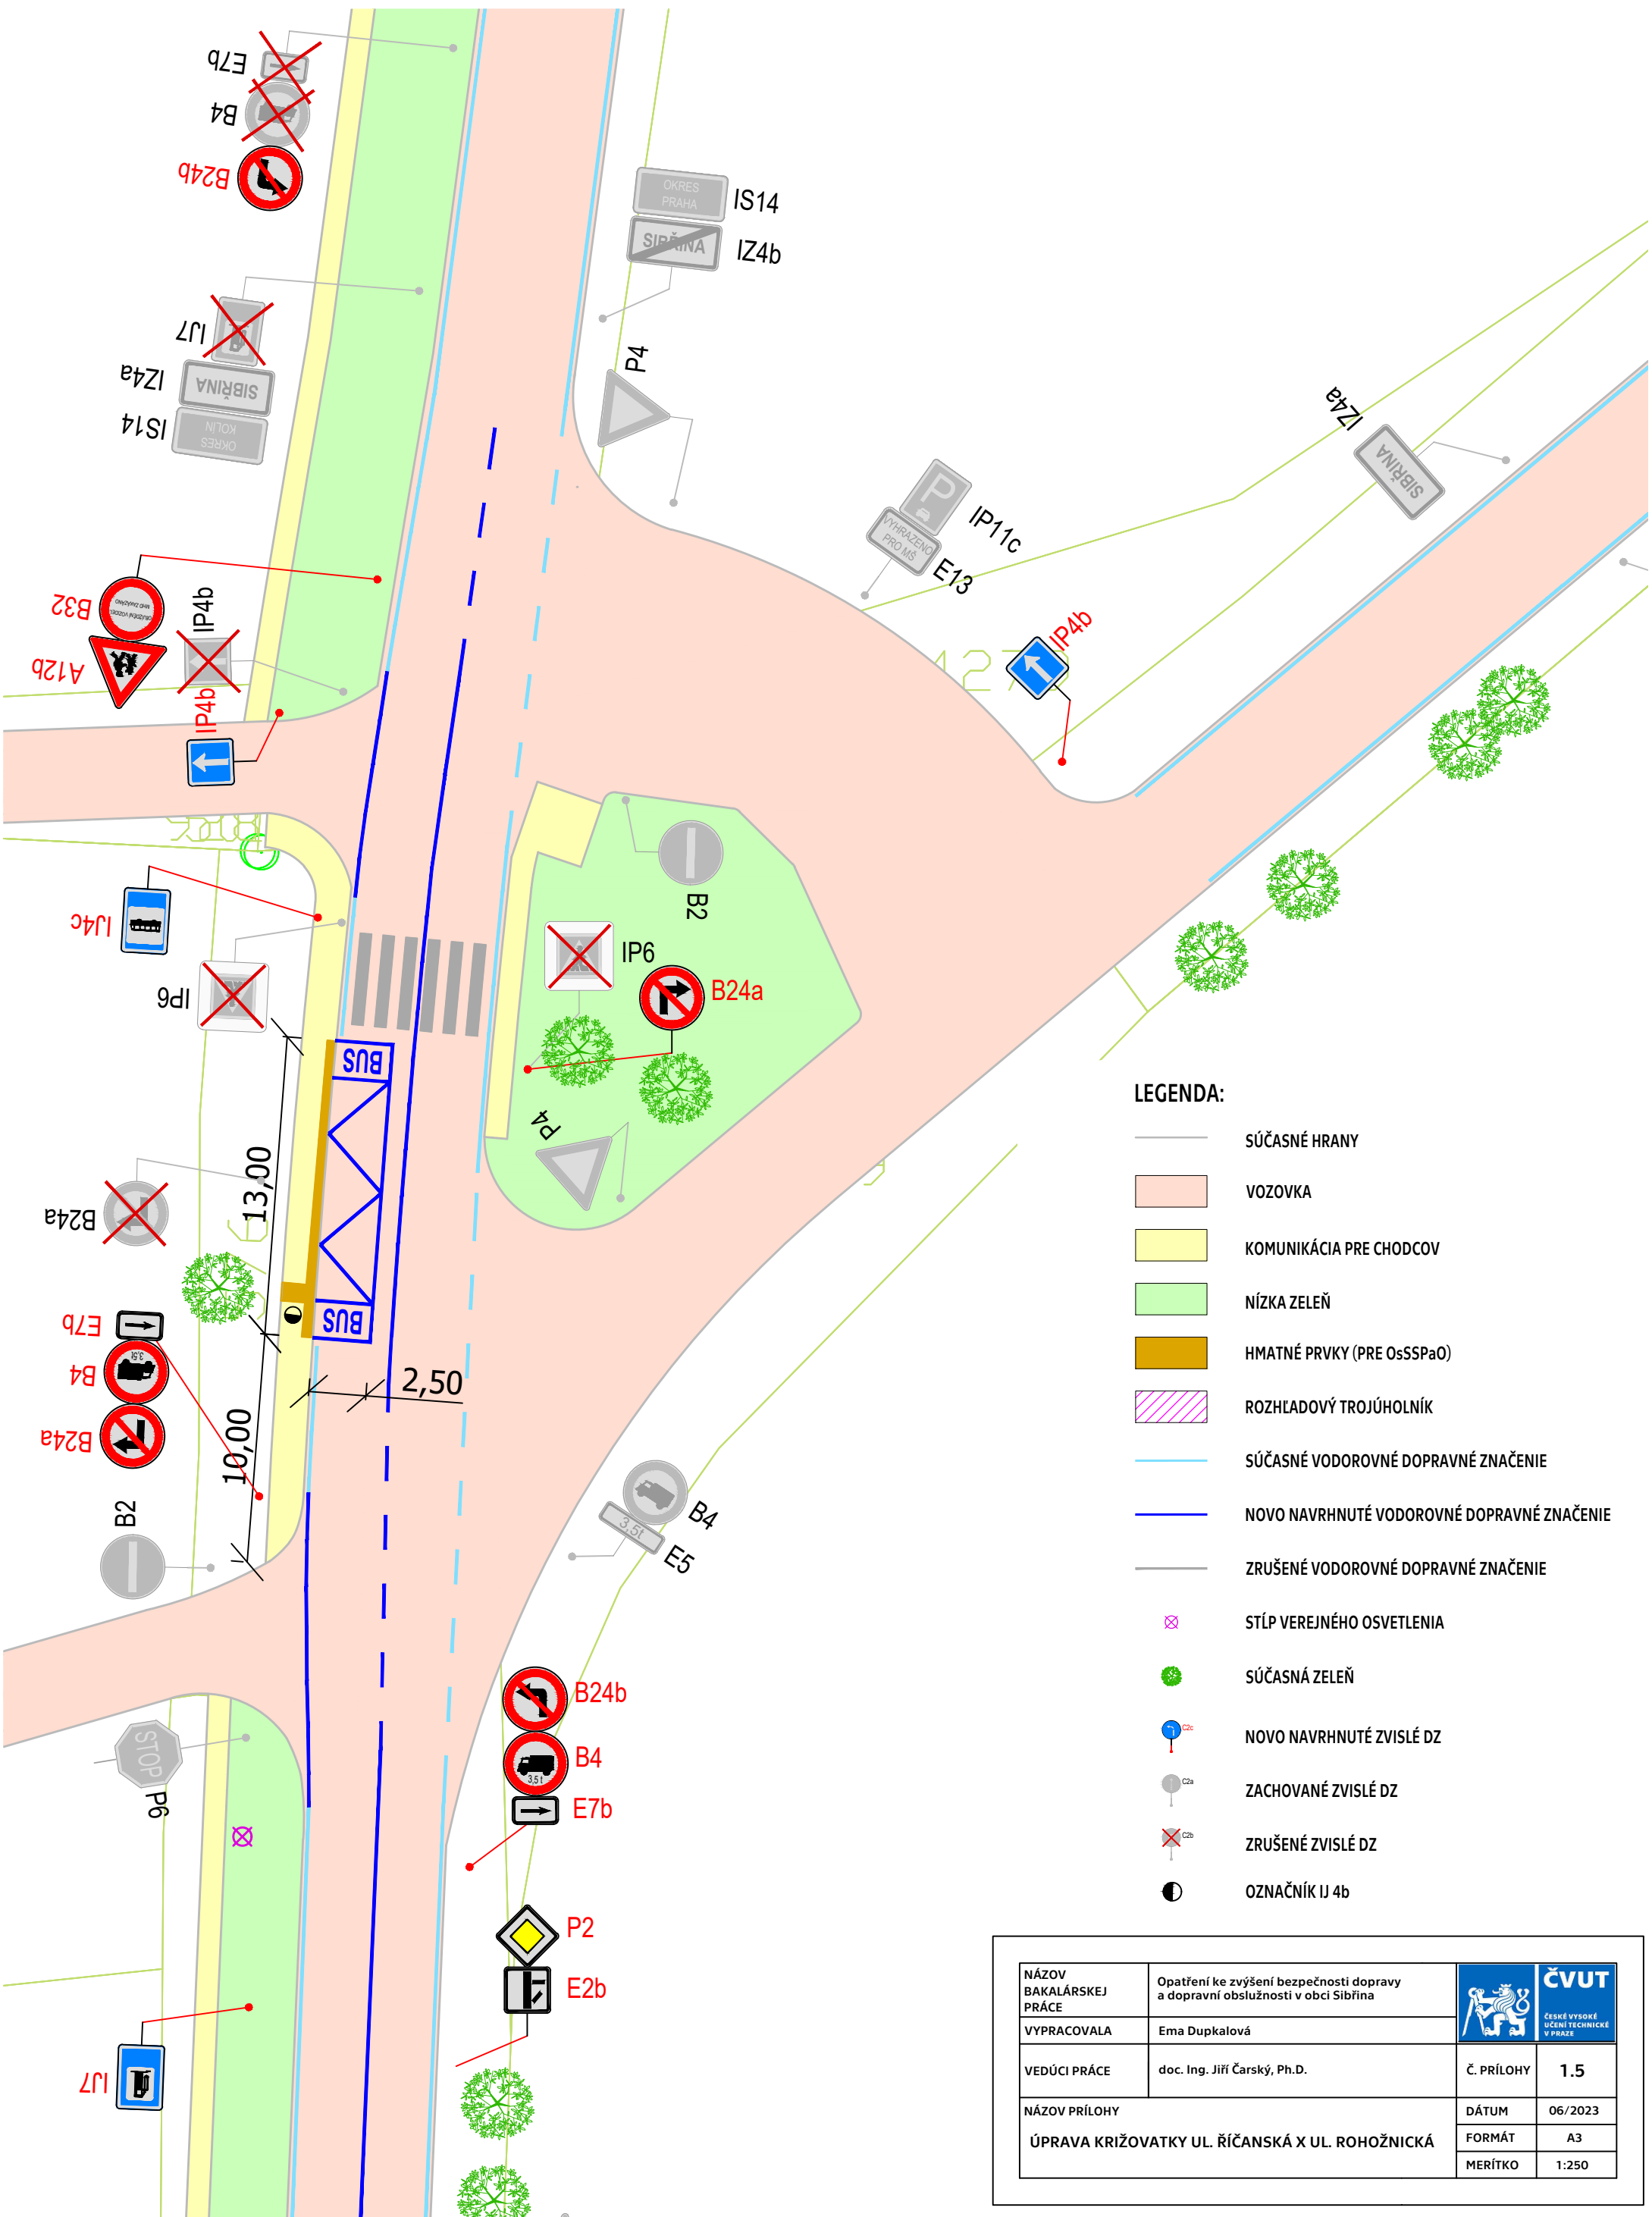 E7b
B4
B24b
OKRES
PRAHA
IS14
SIBŘINA
IZ4b
IJ7
IZ4a
SIBŘINA
IS14
OKRES
KOLÍN
P4
IZ4a
SIBŘINA
P
IP11c
VYHRAZENO
PRO MŠ
E13
B32
IP4b
A12b
IP4b
IP4b
B2
IJ4c
IP6
IP6
B24a
BUS
P4
13,00
B24a
BUS
E7b
3,5t
B4
2,50
B24a
10,00
B2
B4
3.5t
E5
B24b
B4
3,5 t
E7b
STOP
P6
P2
E2b
IJ7
LEGENDA:
SÚČASNÉ HRANY
VOZOVKA
KOMUNIKÁCIA PRE CHODCOV
NÍZKA ZELEŇ
HMATNÉ PRVKY (PRE OsSSPaO)
ROZHĽADOVÝ TROJÚHOLNÍK
SÚČASNÉ VODOROVNÉ DOPRAVNÉ ZNAČENIE
NOVO NAVRHNUTÉ VODOROVNÉ DOPRAVNÉ ZNAČENIE
ZRUŠENÉ VODOROVNÉ DOPRAVNÉ ZNAČENIE
STĹP VEREJNÉHO OSVETLENIA
SÚČASNÁ ZELEŇ
C2c
NOVO NAVRHNUTÉ ZVISLÉ DZ
C2a
ZACHOVANÉ ZVISLÉ DZ
C2b
ZRUŠENÉ ZVISLÉ DZ
OZNAČNÍK IJ 4b
NÁZOV
BAKALÁRSKEJ
PRÁCE
Opatření ke zvýšení bezpečnosti dopravy
a dopravní obslužnosti v obci Sibřina
ČVUT
ČESKÉ VYSOKÉ
UČENÍ TECHNICKÉ
V PRAZE
VYPRACOVALA
Ema Dupkalová
VEDÚCI PRÁCE
doc. Ing. Jiří Čarský, Ph.D.
Č. PRÍLOHY
1.5
NÁZOV PRÍLOHY
ÚPRAVA KRIŽOVATKY UL. ŘÍČANSKÁ X UL. ROHOŽNICKÁ
DÁTUM
06/2023
FORMÁT
A3
MERÍTKO
1:250